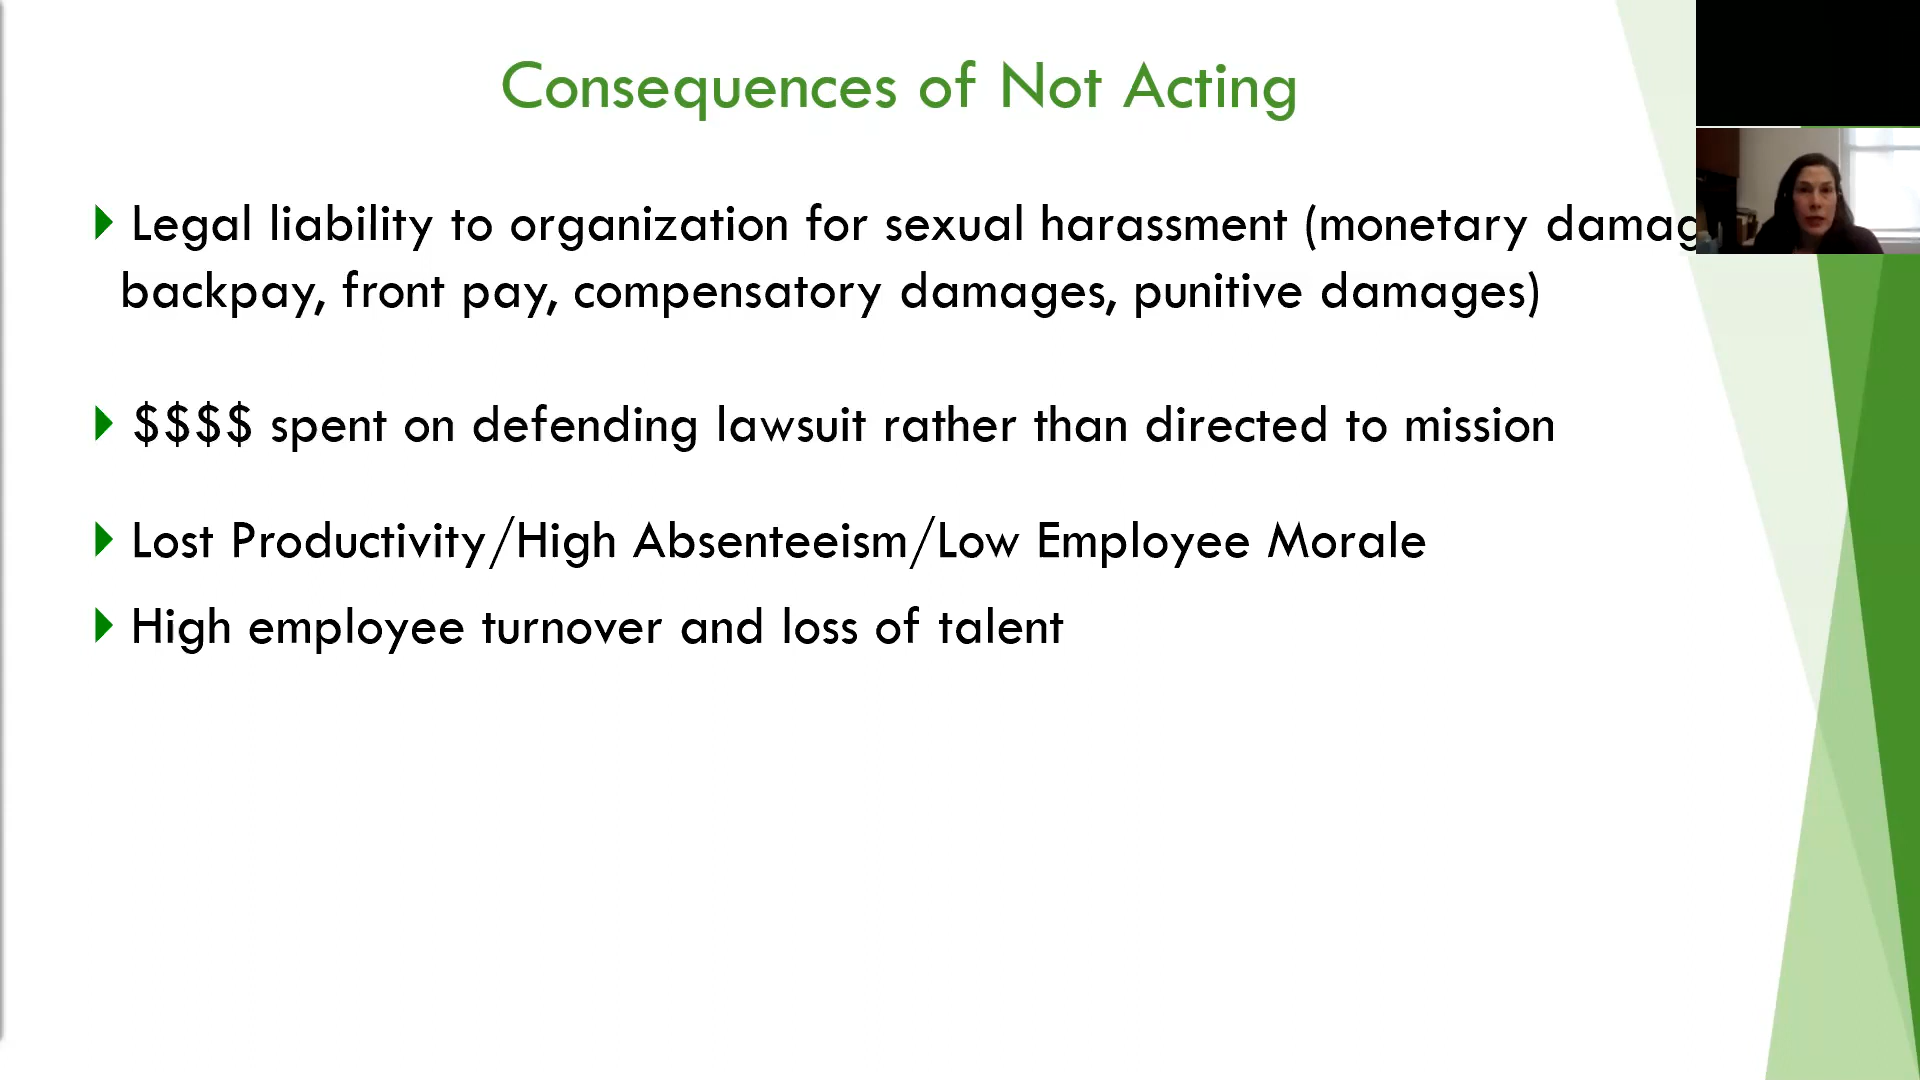 Consequences of Not Acting
Legal liability to organization for sexual harassment (monetary
backpay, front pay, compensatory damages, punitive damages)
$$$$ spent on defending lawsuit rather than directed to mission
Lost Productivity/High Absenteeism/Low Employee Morale
High employee turnover and loss of talent